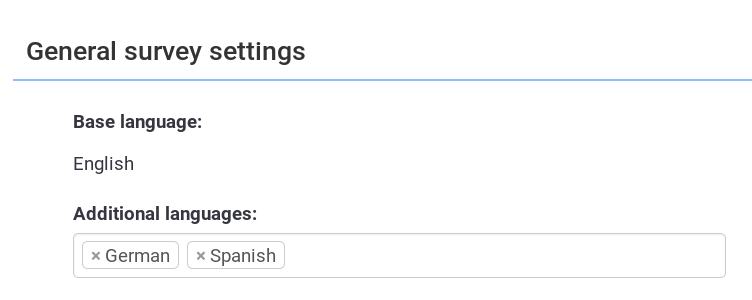 General survey settings
Base language:
English
Additional languages:
× German × Spanish